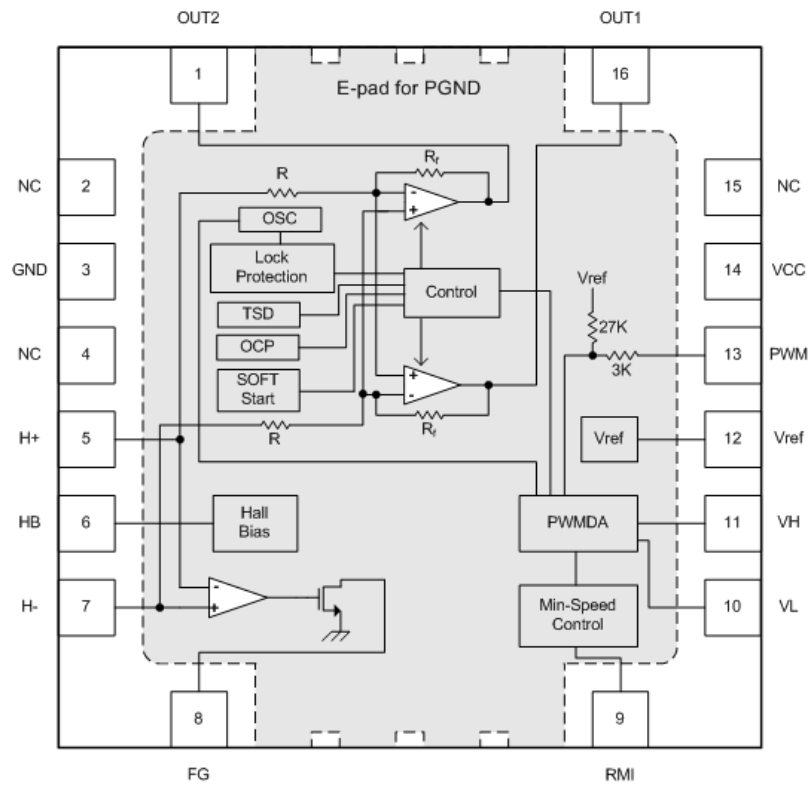 OUT2
OUT1
1
E-pad for PGND
16
NC
2
R
Rf
15
NC
OSC
GND
3
Lock
Protection
Control
Vref
14
VCC
TSD
27K
NC
4
OCP
3K
13
PWM
SOFT
Start
H+
5
R
Rf
Vref
12
Vref
HB
6
Hall
Bias
PWMDA
11
VH
H-
7
Min-Speed
Control
10
VL
8
9
FG
RMI
-
+
+
-
-
+